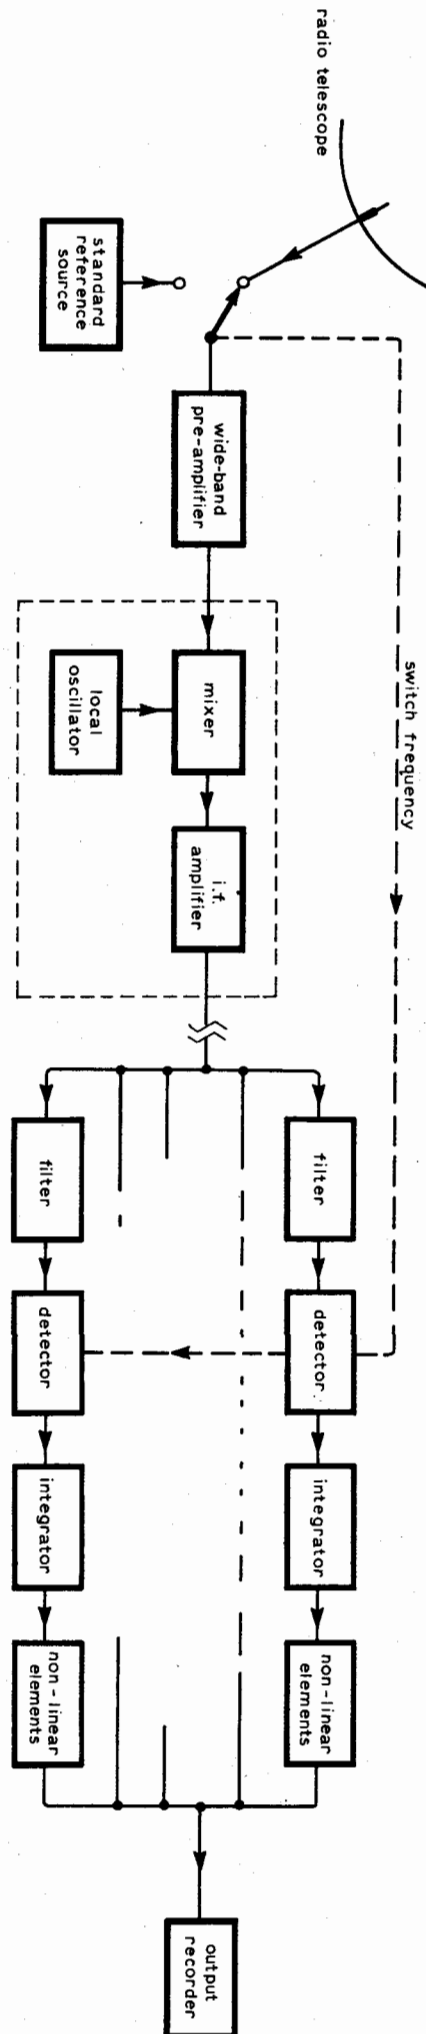 radio telescope
standard
reference
source
wide-band
pre-amplifier
switch frequency
mixer
local
oscillator
i.f.
amplifier
filter
detector
integrator
non-linear
elements
filter
detector
integrator
non-linear
elements
output
recorder